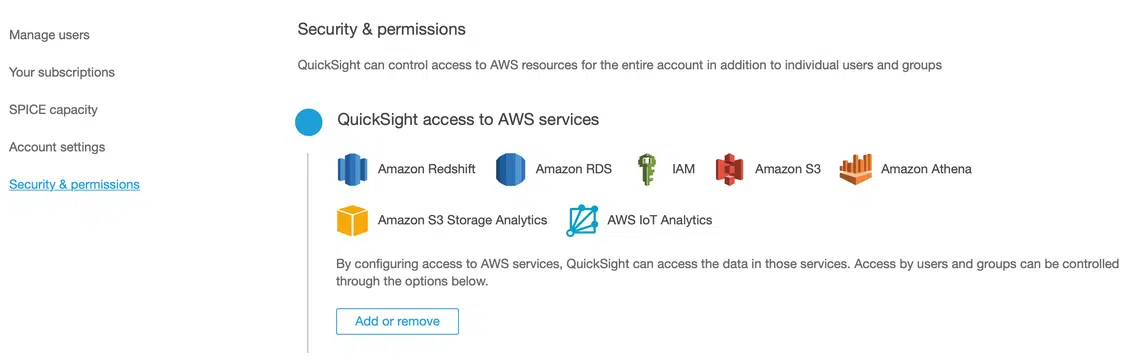 Manage users
Your subscriptions
SPICE capacity
Account settings
Security & permissions
Security & permissions
QuickSight can control access to AWS resources for the entire account in addition to individual users and groups
QuickSight access to AWS services
Amazon Redshift
Amazon RDS
IAM
Amazon S3
Amazon Athena
Amazon S3 Storage Analytics
AWS IoT Analytics
By configuring access to AWS services, QuickSight can access the data in those services. Access by users and groups can be controlled
through the options below.
Add or remove